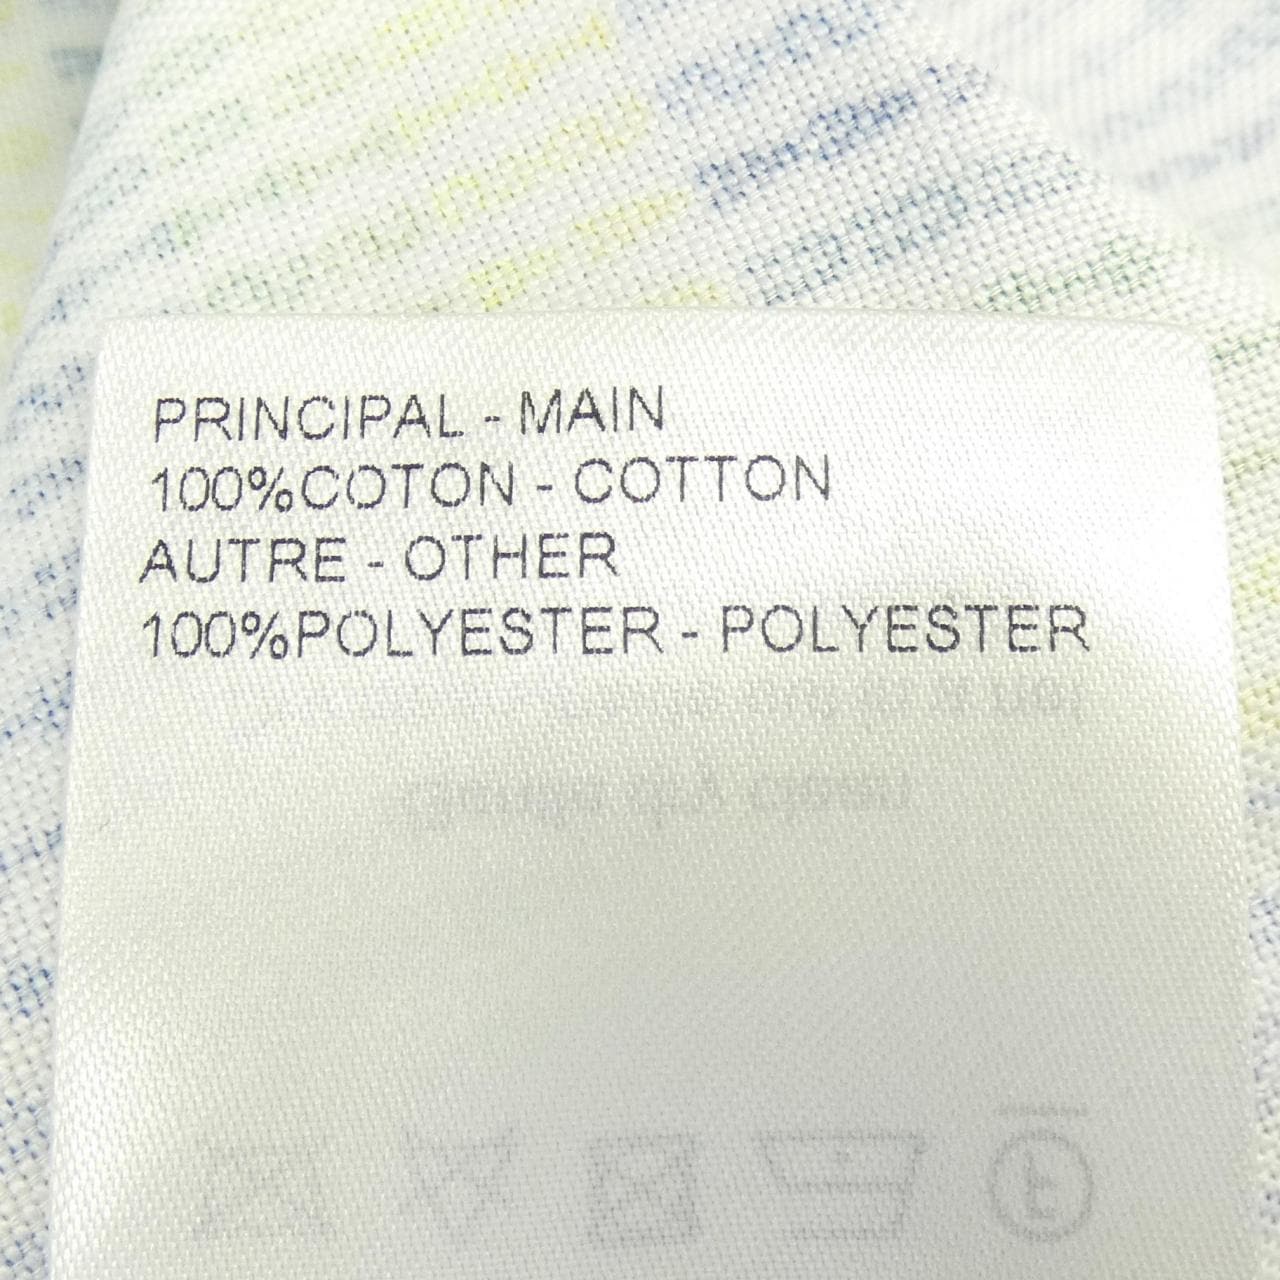 PRINCIPAL - MAIN
100%COTON - COTTON
AUTRE - OTHER
100%POLYESTER - POLYESTER